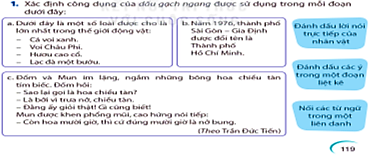 1. Xác định công dụng của dấu gạch ngang được sử dụng trong mỗi đoạn
dưới đây:
a. Dưới đây là một số loài được cho là
lớn nhất trong thế giới động vật:
– Cá voi xanh.
– Voi Châu Phi.
– Hươu cao cổ.
– Lạc đà một bướu.
b. Năm 1976, thành phố
Sài Gòn – Gia Định
được đổi tên là
Thành phố
Hồ Chí Minh.
c. Đốm và Mun im lặng, ngắm những bông hoa chiều tàn
tím biếc. Đốm hỏi:
– Sao lại gọi là hoa chiều tàn?
– Là bởi vì trưa nở, chiều tàn.
– Đằng ấy giỏi thật! Gì cũng biết!
Mun được khen phổng mũi, cao hứng nói tiếp:
– Còn hoa mười giờ, thì cứ đúng mười giờ là nở bung.
(Theo Trần Đức Tiến)
Đánh dấu lời nói
trực tiếp của
nhân vật
Đánh dấu các ý
trong một đoạn
liệt kê
Nối các từ ngữ
trong một
liên danh
119